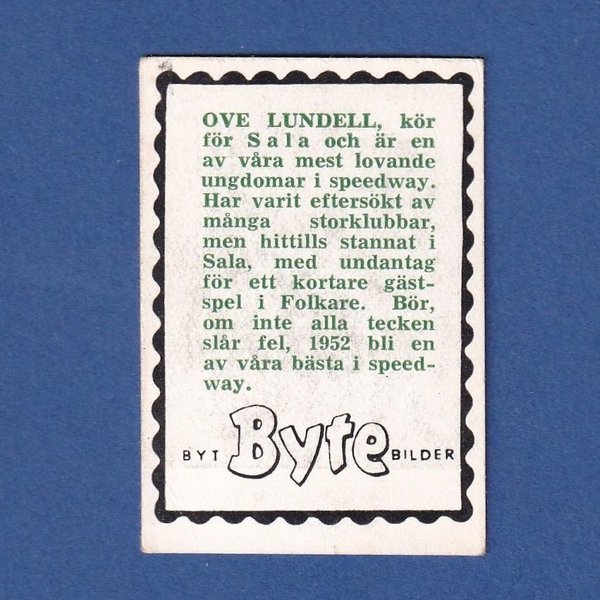 OVE LUNDELL, kör
för Sala och är en
av våra mest lovande
ungdomar i speedway.
Har varit eftersökt av
många storklubbar,
men hittills stannat i
Sala, med undantag
för ett kortare gäst-
spel i Folkare. Bör,
om inte alla tecken
slår fel, 1952 bli en
av våra bästa i speed-
way.
BYT Byte BILDER